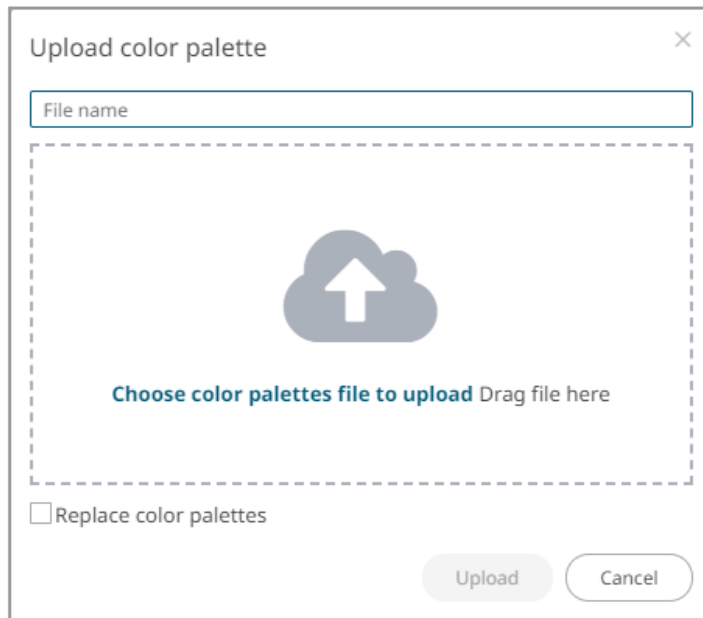 Upload color palette
File name
Choose color palettes file to upload Drag file here
Replace color palettes
Upload
Cancel